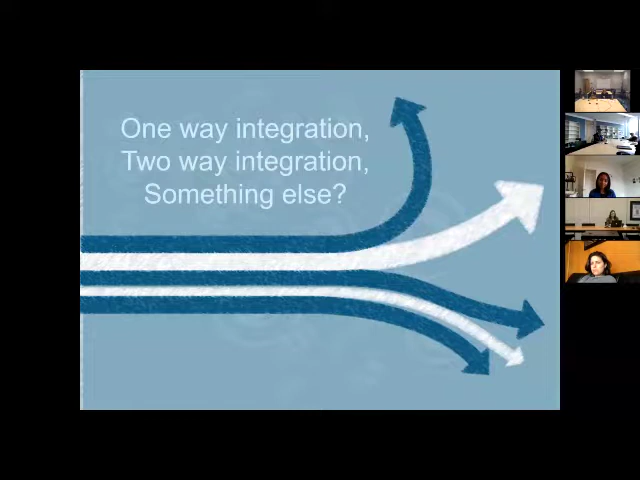 One way integration,
Two way integration,
Something else?